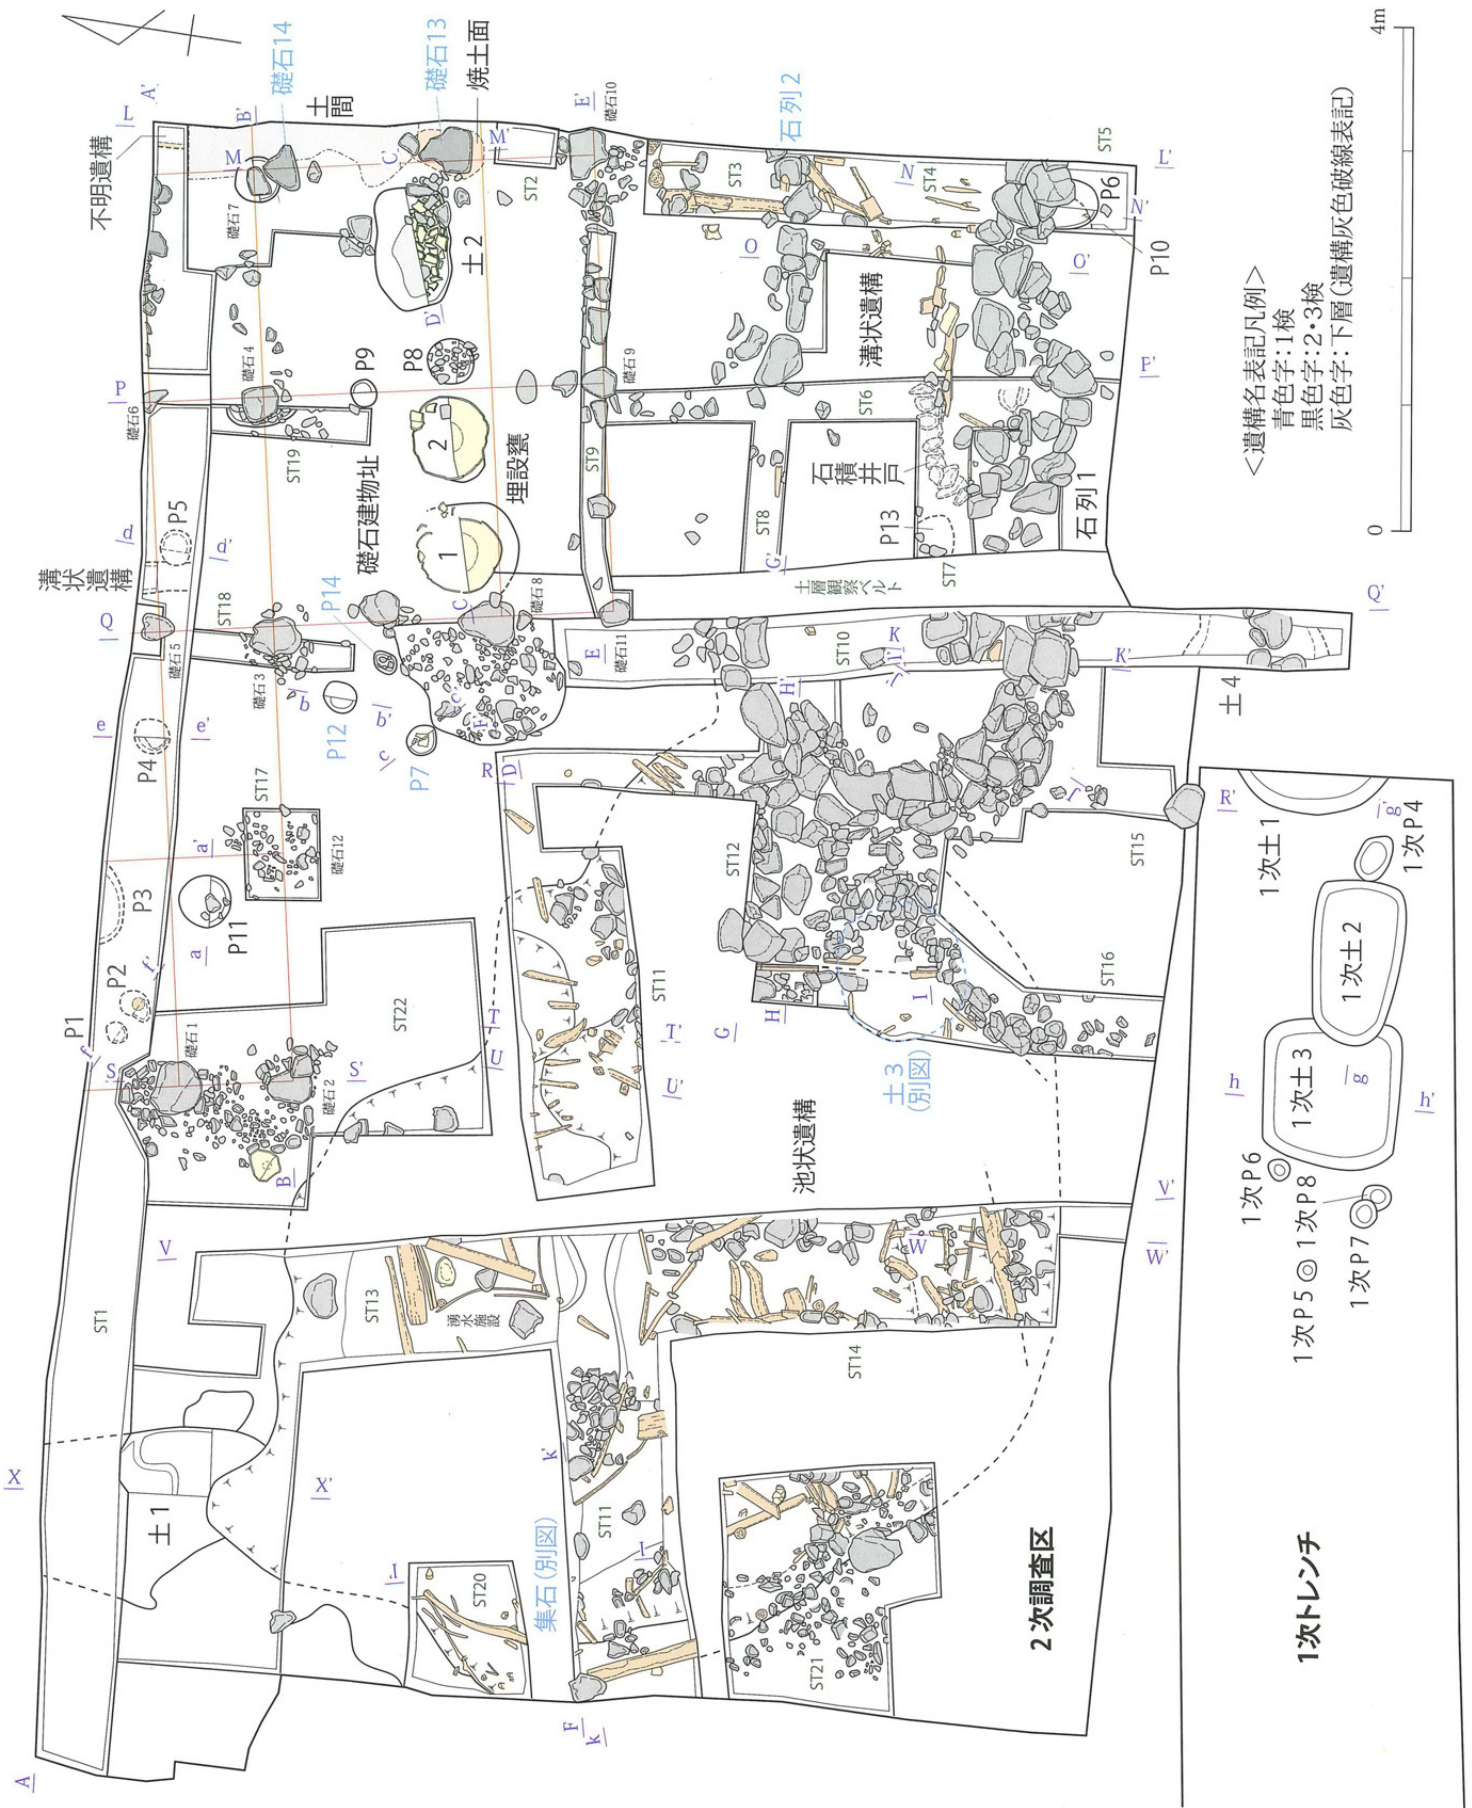 L
A'
不明遺構
M
B'
礎石14
土間
礎石7
C'
礎石13
焼土面
M'
土2
D'
ST2
E'
礎石10
ST3
石列2
N
ST4
ST5
L'
P6
N'
P10
O
O'
溝状遺構
P
礎石6
礎石4
P9
P8
ST19
2
埋設甕
1
礎石建物址
ST9
礎石9
ST6
ST8
石積井戸
P13
石列1
P'
G'
ST7
土層観察ベルト
溝状遺構
d
d'
P5
Q
礎石5
ST18
礎石3
P14
C
礎石8
E
礎石11
ST10
K
I'
J'
K'
Q'
土4
H'
e
e'
P4
b
P12
b'
c
c'
F'
P7
R
D
ST17
礎石12
a'
P3
P11
a
P2
f'
P1
f
S
礎石1
S'
礎石2
B
ST22
T
U
ST11
T'
U'
G
H
ST12
I
J
ST15
ST16
土3
(別図)
池状遺構
R'
1次土1
g'
1次P4
1次土2
1次土3
g
h
h'
1次P6
1次P8
1次P5
1次P7
V
V'
W
W'
ST1
ST13
湧水施設
ST14
X
X'
土1
k'
ST11
I
集石(別図)
I
ST20
ST21
F
k
A
2次調査区
1次トレンチ
<遺構名表記凡例>
青色字:1検
黒色字:2・3検
灰色字:下層(遺構灰色破線表記)
0
4m